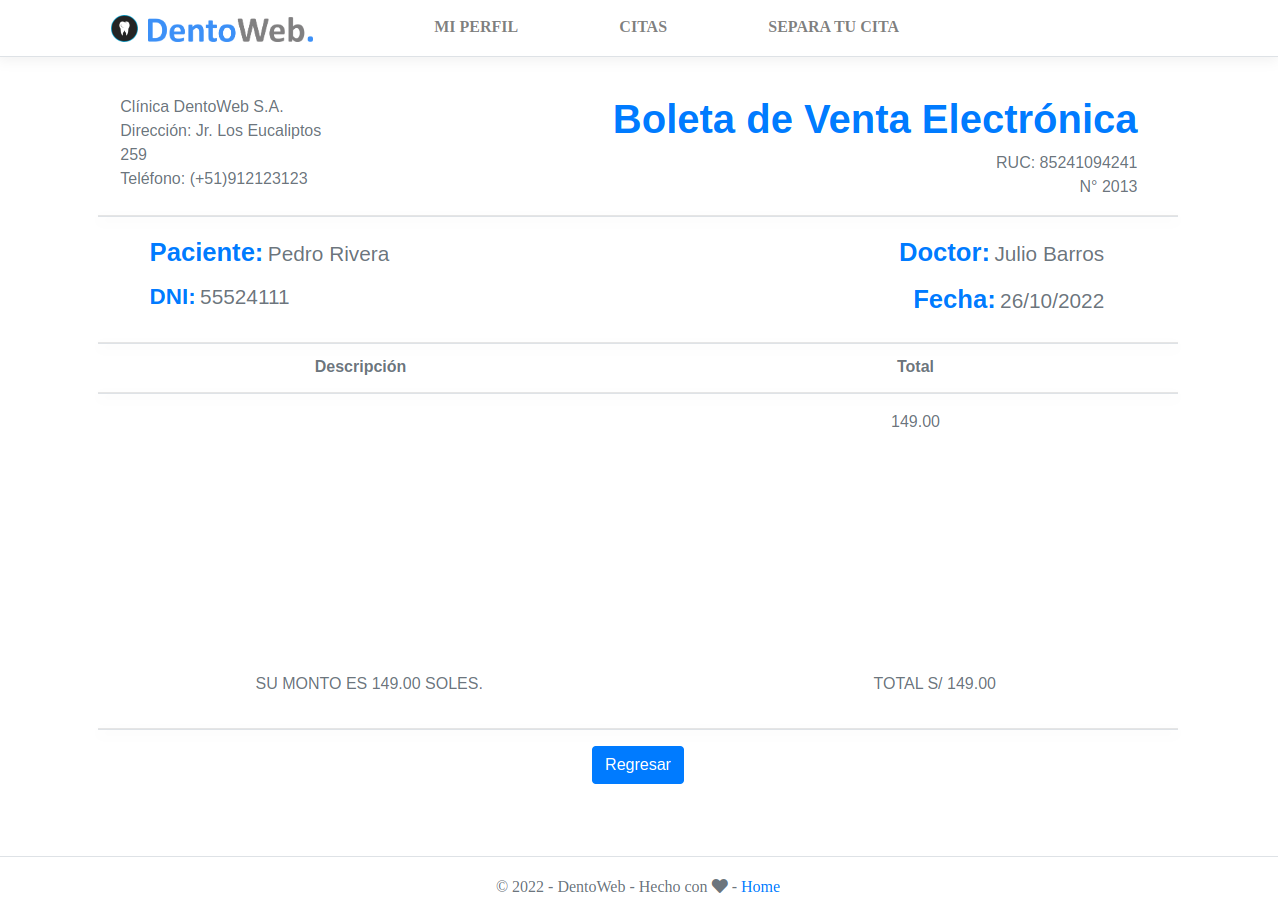 DentoWeb.
MI PERFIL
CITAS
SEPARA TU CITA
Clínica DentoWeb S.A.
Dirección: Jr. Los Eucaliptos
259
Teléfono: (+51)912123123
Boleta de Venta Electrónica
RUC: 85241094241
N° 2013
Paciente: Pedro Rivera
DNI: 55524111
Doctor: Julio Barros
Fecha: 26/10/2022
Descripción
Total
149.00
SU MONTO ES 149.00 SOLES.
TOTAL S/ 149.00
Regresar
© 2022 - DentoWeb - Hecho con - Home